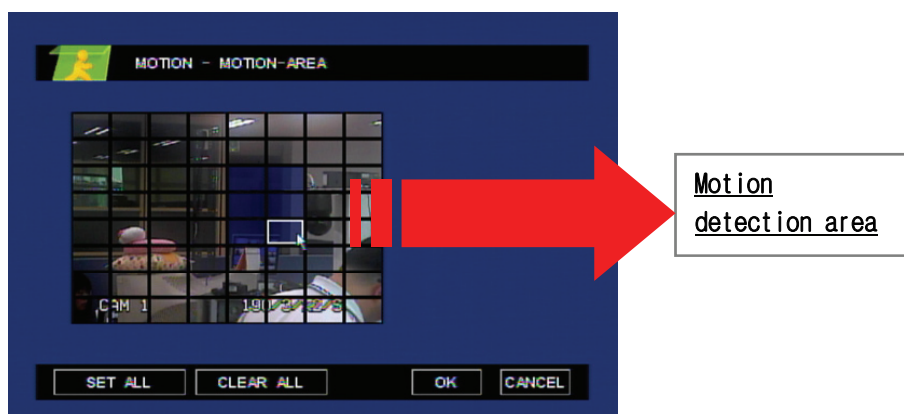 MOTION - MOTION-AREA
Motion
detection area
CAM 1
SET ALL CLEAR ALL OK CANCEL